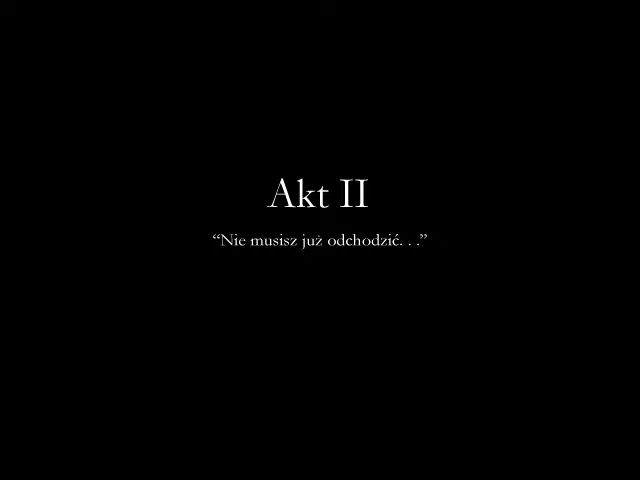 Akt II
“Nie musisz już odchodzić. . .”